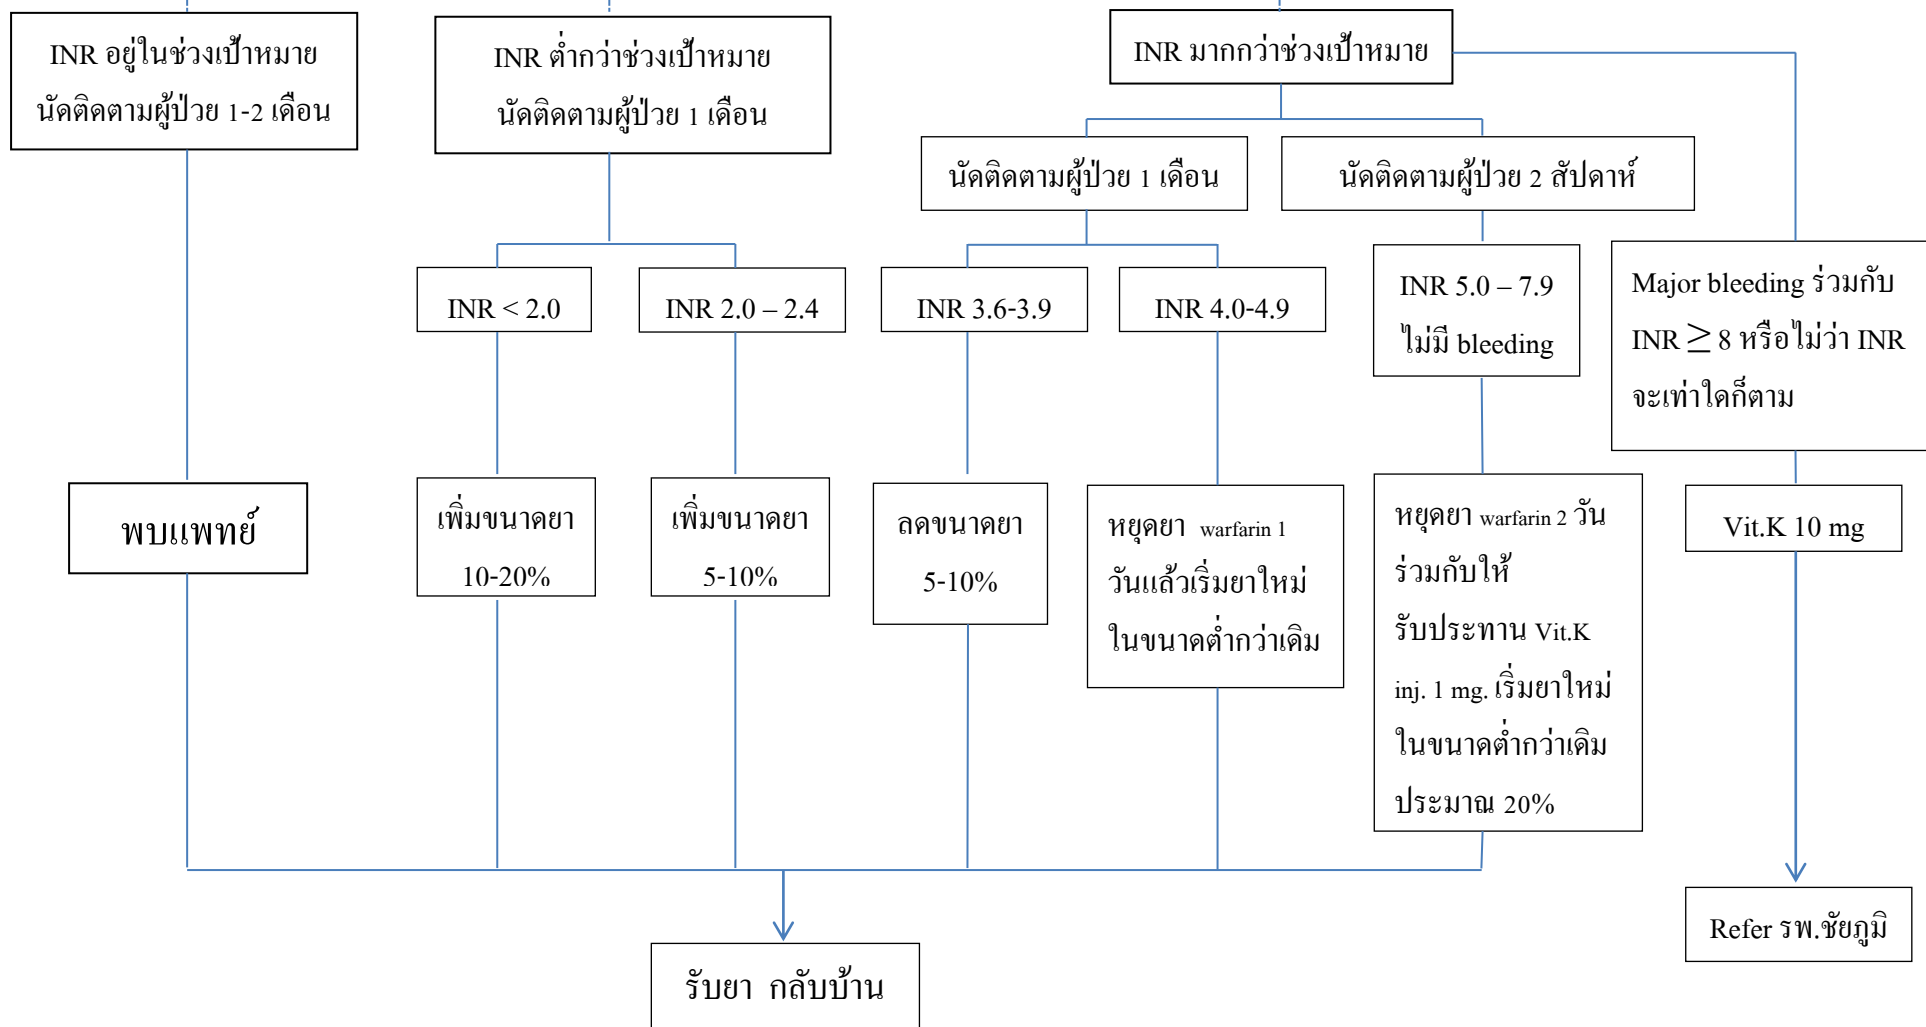 INR อยู่ในช่วงเป้าหมาย
นัดติดตามผู้ป่วย 1-2 เดือน
INR ต่ำกว่าช่วงเป้าหมาย
นัดติดตามผู้ป่วย 1 เดือน
INR มากกว่าช่วงเป้าหมาย
นัดติดตามผู้ป่วย 1 เดือน
นัดติดตามผู้ป่วย 2 สัปดาห์
INR < 2.0
INR 2.0 – 2.4
INR 3.6-3.9
INR 4.0-4.9
INR 5.0 – 7.9
ไม่มี bleeding
Major bleeding ร่วมกับ
INR ≥ 8 หรือไม่ว่า INR
จะเท่าใดก็ตาม
พบแพทย์
เพิ่มขนาดยา
10-20%
เพิ่มขนาดยา
5-10%
ลดขนาดยา
5-10%
หยุดยา warfarin 1
วันแล้วเริ่มยาใหม่
ในขนาดต่ำกว่าเดิม
หยุดยา warfarin 2 วัน
ร่วมกับให้
รับประทาน Vit.K
inj. 1 mg. เริ่มยาใหม่
ในขนาดต่ำกว่าเดิม
ประมาณ 20%
Vit.K 10 mg
Refer รพ.ชัยภูมิ
รับยา กลับบ้าน